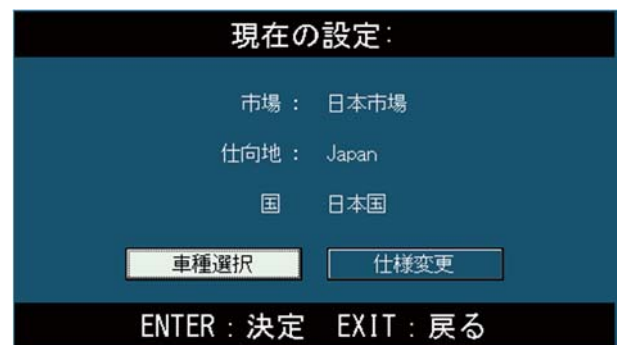 現在の設定:
市場: 日本市場
仕向地: Japan
国 日本国
車種選択 仕様変更
ENTER:決定 EXIT:戻る